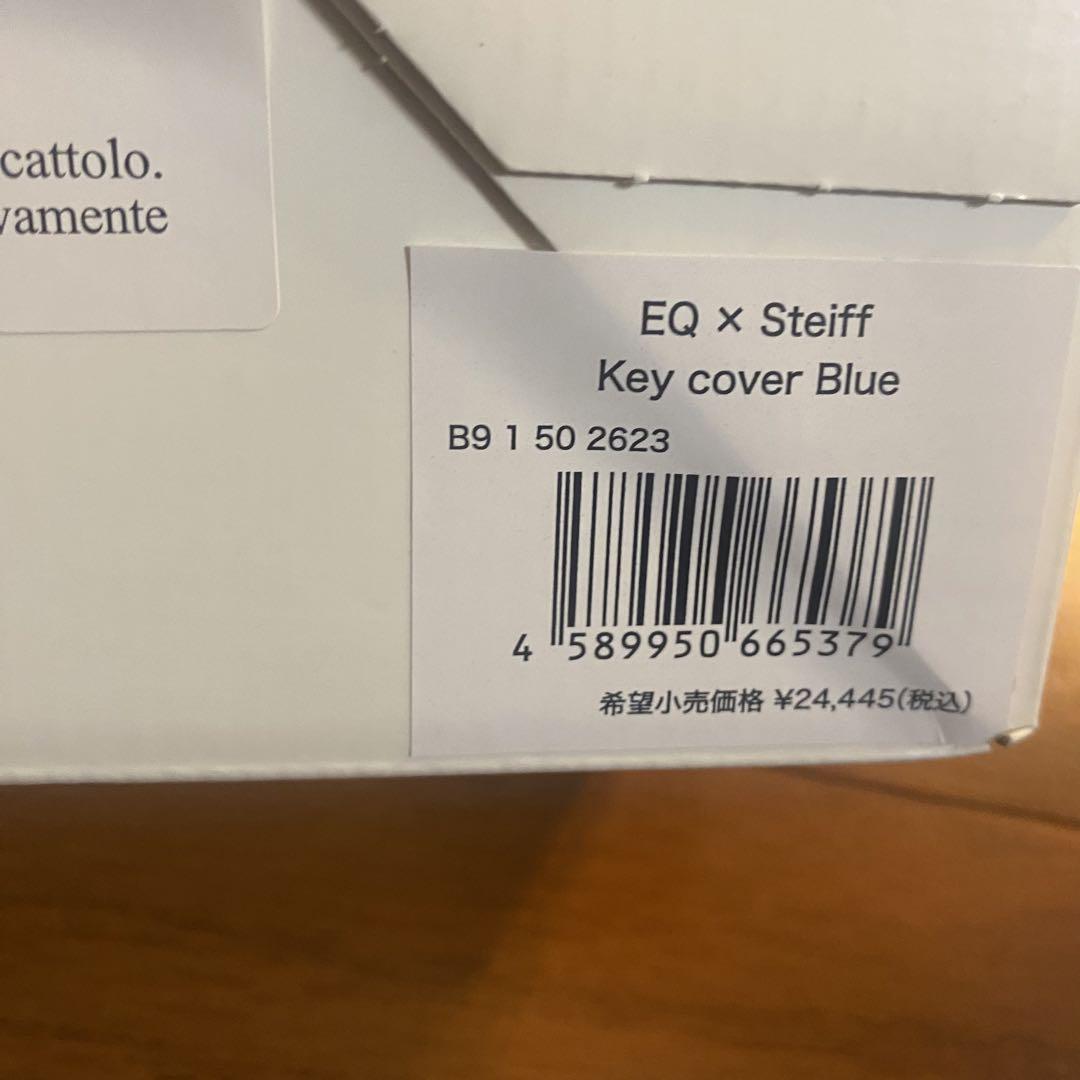 cattolo.
vamente
EQ × Steiff
Key cover Blue
B9 1 50 2623
4 589950 665379
希望小売価格 ¥24,445(税込)